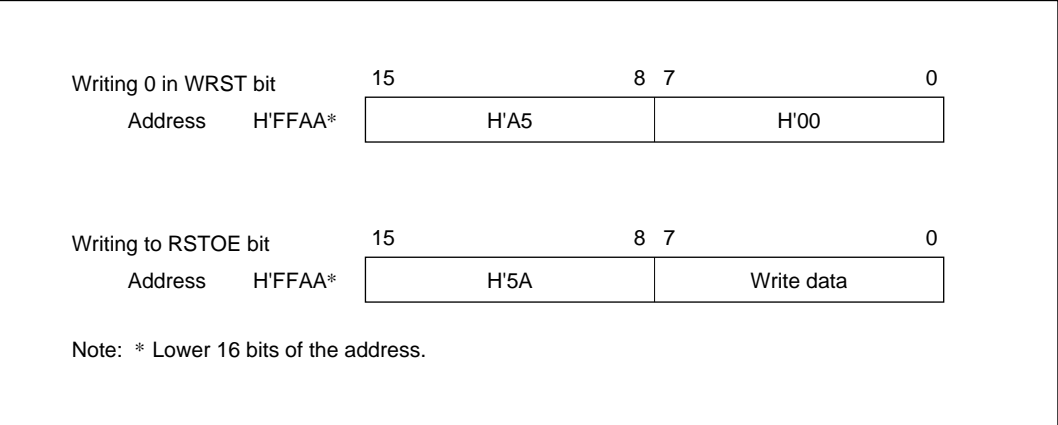 Writing 0 in WRST bit 15 8 7 0
Address H'FFAA* H'A5 H'00
Writing to RSTOE bit 15 8 7 0
Address H'FFAA* H'5A Write data
Note: * Lower 16 bits of the address.